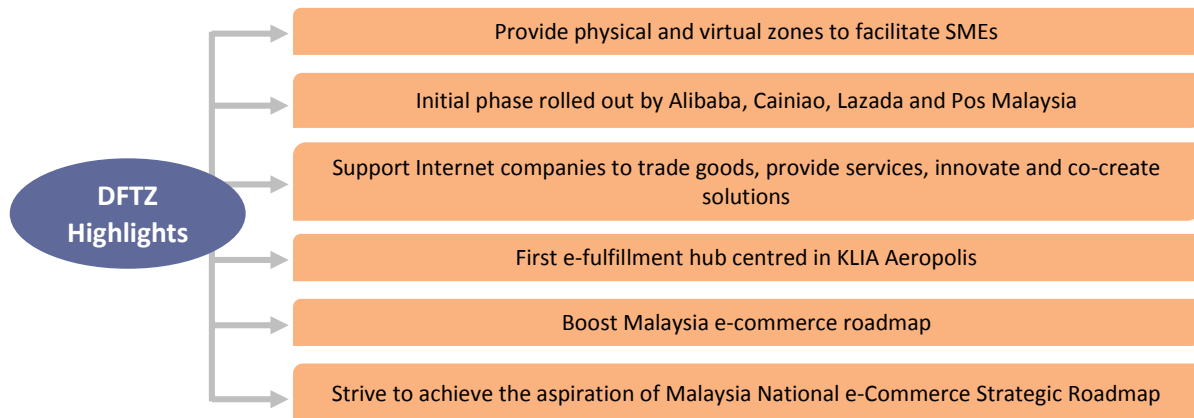 Provide physical and virtual zones to facilitate SMEs
Initial phase rolled out by Alibaba, Cainiao, Lazada and Pos Malaysia
Support Internet companies to trade goods, provide services, innovate and co-create
solutions
DFTZ
Highlights
First e-fulfillment hub centred in KLIA Aeropolis
Boost Malaysia e-commerce roadmap
Strive to achieve the aspiration of Malaysia National e-Commerce Strategic Roadmap